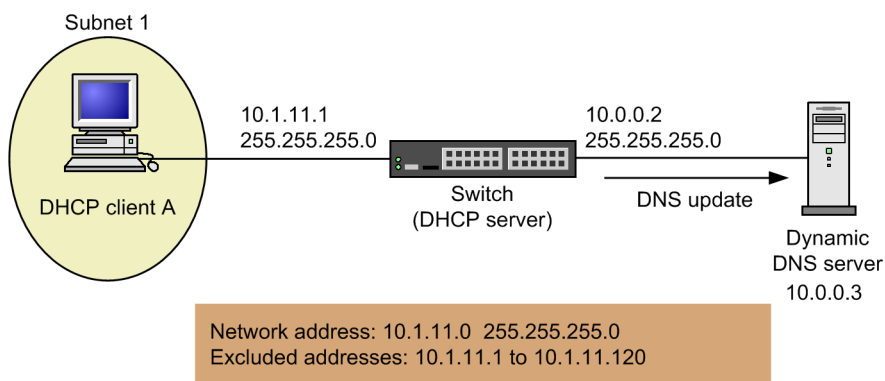 Subnet 1
DHCP client A
10.1.11.1
255.255.255.0
10.0.0.2
255.255.255.0
Switch
(DHCP server)
DNS update
Dynamic
DNS server
10.0.0.3
Network address: 10.1.11.0 255.255.255.0
Excluded addresses: 10.1.11.1 to 10.1.11.120